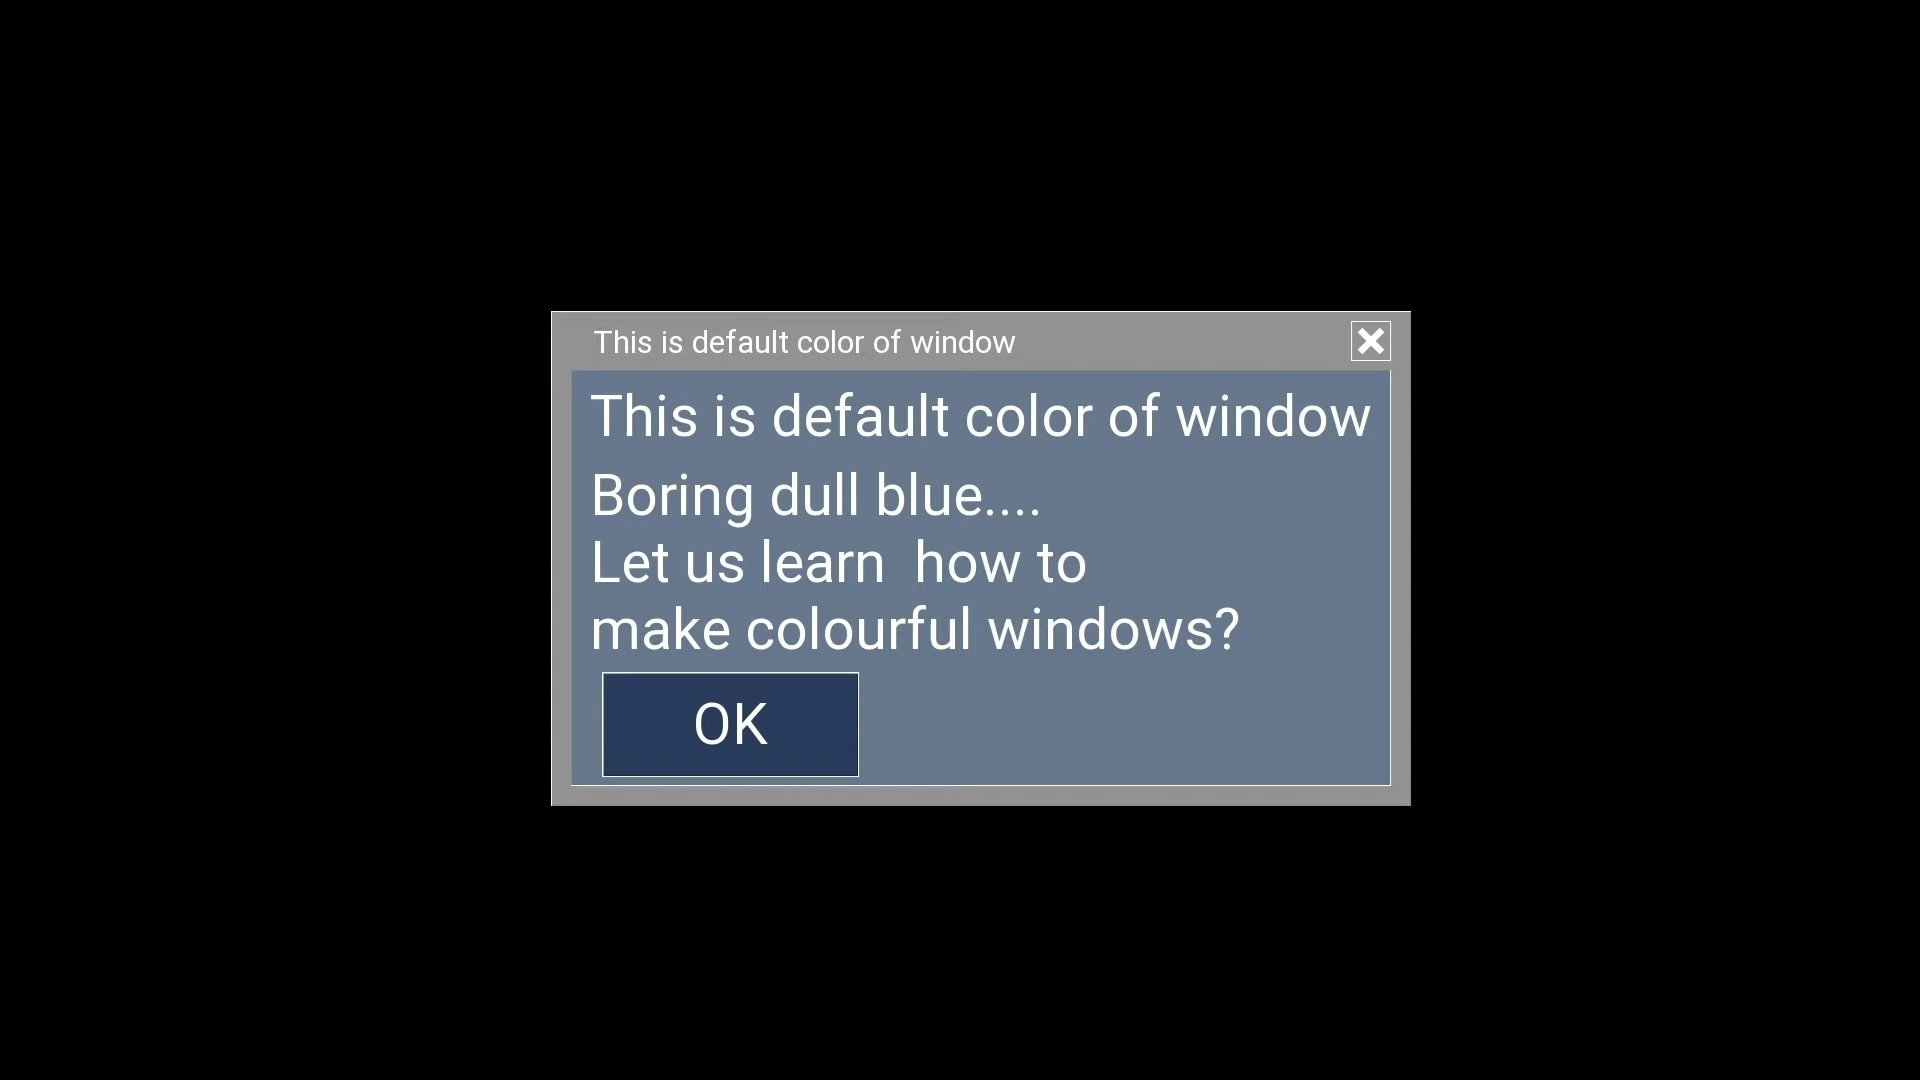 This is default color of window
This is default color of window
Boring dull blue....
Let us learn  how to
make colourful windows?
OK